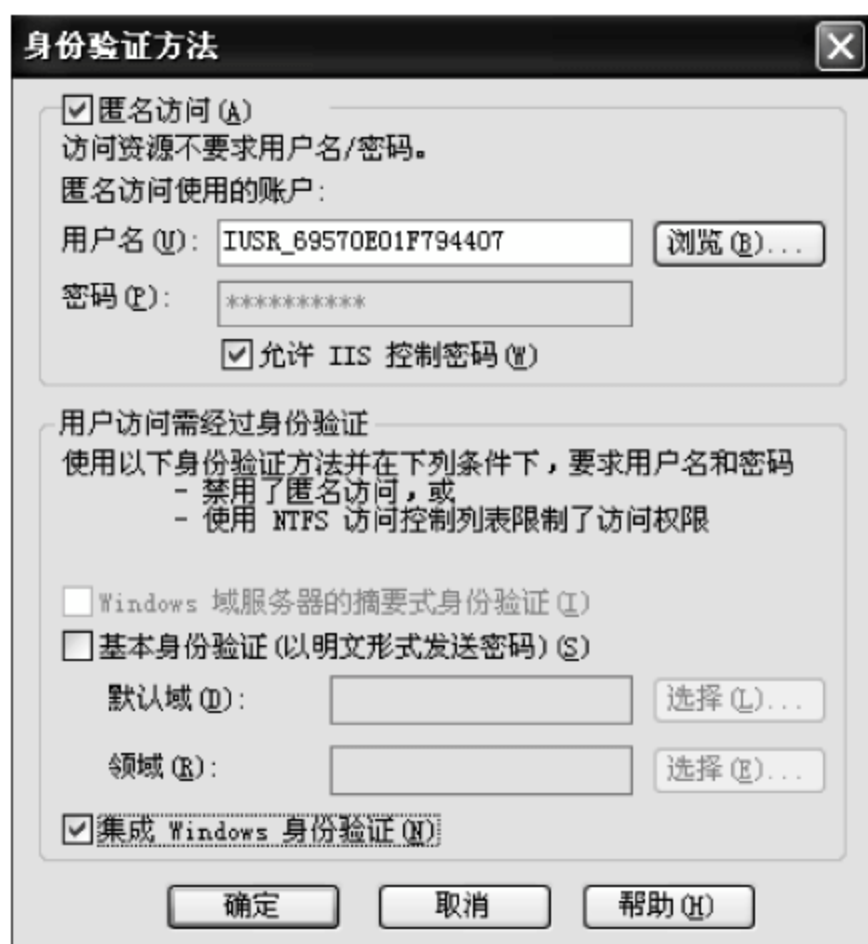 身份验证方法
匿名访问(A)
访问资源不要求用户名/密码。
匿名访问使用的账户:
用户名(U): IUSR_69570E01F794407 浏览(B)...
密码(P): **********
允许 IIS 控制密码(W)
用户访问需经过身份验证
使用以下身份验证方法并在下列条件下,要求用户名和密码
- 禁用了匿名访问,或
- 使用 NTFS 访问控制列表限制了访问权限
Windows 域服务器的摘要式身份验证(I)
基本身份验证(以明文形式发送密码)(S)
默认域(D): 选择(L)...
领域(R): 选择(E)...
集成 Windows 身份验证(N)
确定 取消 帮助(H)